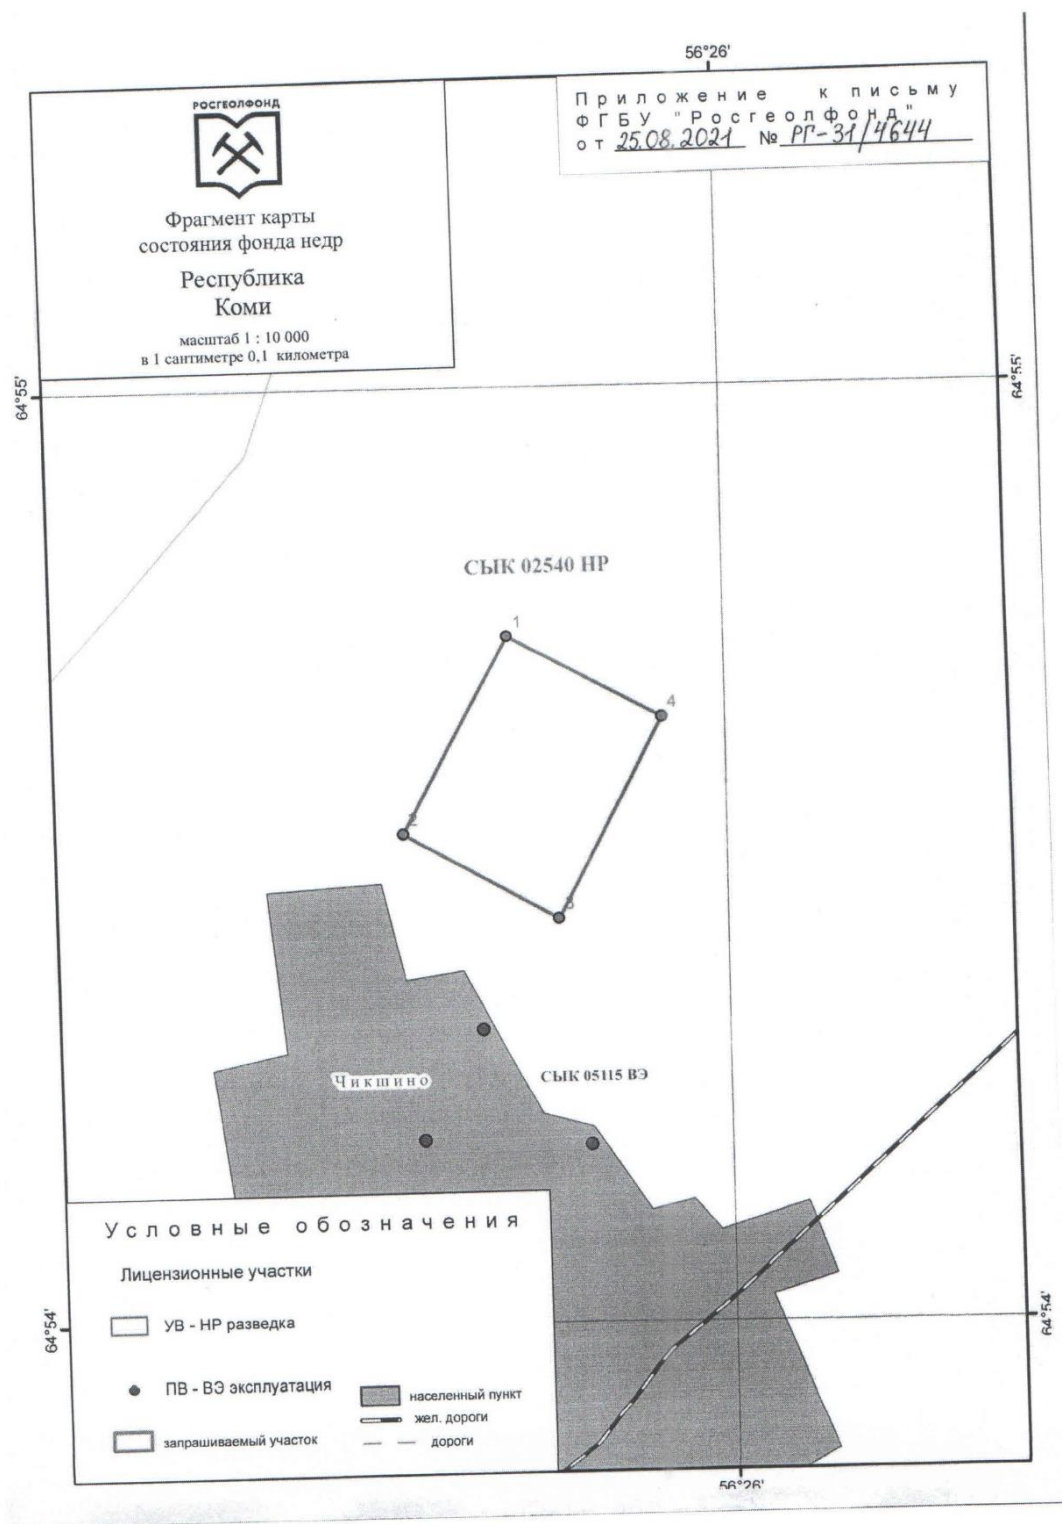 56°26'
РОСГЕОЛФОНД
Фрагмент карты
состояния фонда недр
Республика
Коми
масштаб 1 : 10 000
в 1 сантиметре 0,1 километра
Приложение к письму
ФГБУ "Росгеолфонд"
от 25.08.2021 № РГ-31/4644
64°55'
64°55'
СЫК 02540 НР
1
4
2
3
Чикшино
СЫК 05115 ВЭ
Условные обозначения
Лицензионные участки
УВ - НР разведка
ПВ - ВЭ эксплуатация
запрашиваемый участок
населенный пункт
жел. дороги
дороги
64°54'
64°54'
56°26'